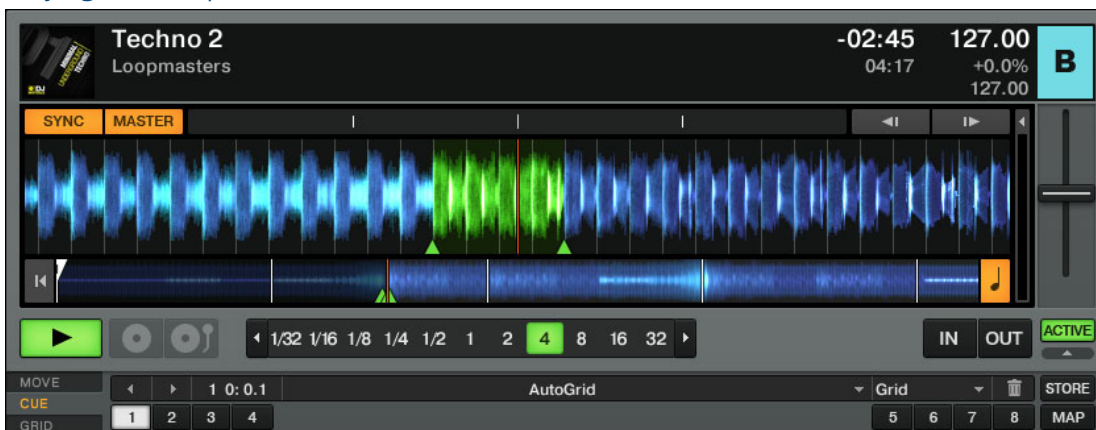 Techno 2
Loopmasters
-02:45 127.00
04:17 +0.0%
127.00
B
SYNC MASTER
1/32 1/16 1/8 1/4 1/2 1 2 4 8 16 32
IN OUT
ACTIVE
MOVE
CUE
GRID
1 0: 0.1 AutoGrid Grid STORE
1 2 3 4 5 6 7 8 MAP